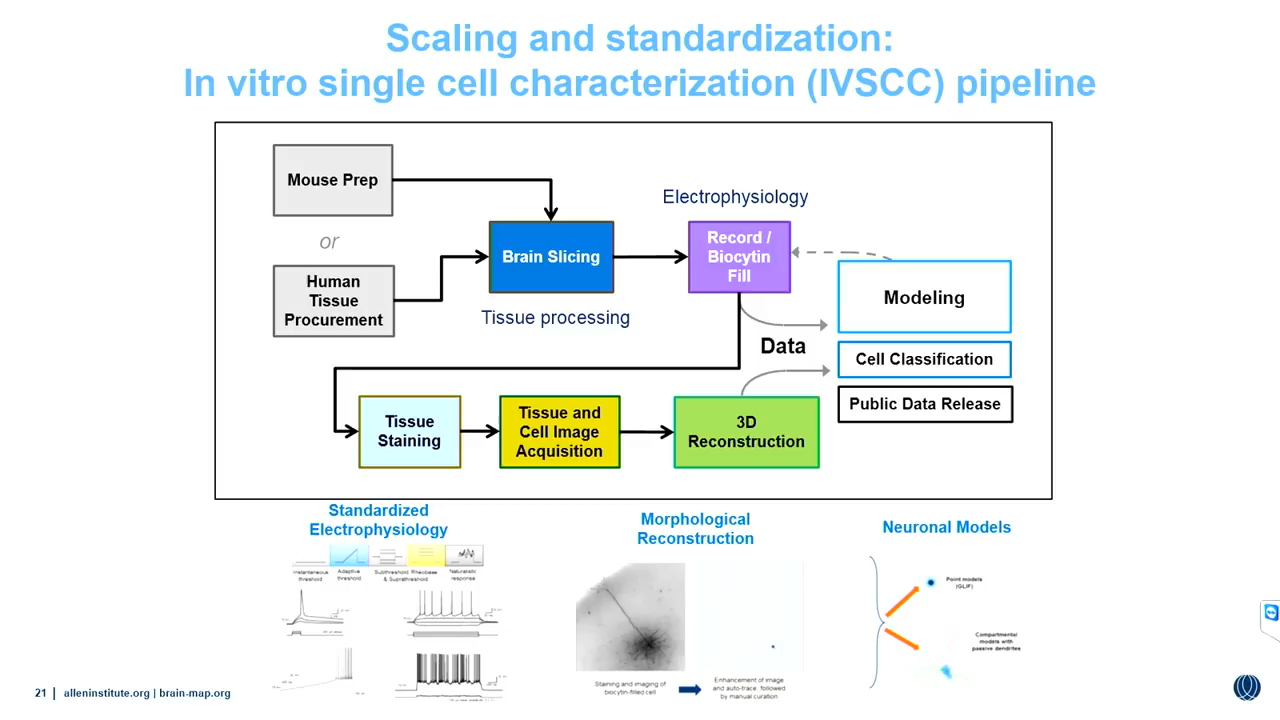 Scaling and standardization:
In vitro single cell characterization (IVSCC) pipeline
Mouse Prep
or
Human
Tissue
Procurement
Brain Slicing
Tissue processing
Electrophysiology
Record /
Biocytin
Fill
Modeling
Data
Cell Classification
Public Data Release
Tissue
Staining
Tissue and
Cell Image
Acquisition
3D
Reconstruction
Standardized
Electrophysiology
Instantaneous
threshold
Adaptive
threshold
Subthreshold
& Suprathreshold
Rheobase
Naturalistic
response
Morphological
Reconstruction
Staining and imaging of
biocytin-filled cell
Enhancement of image
and auto-trace, followed
by manual curation
Neuronal Models
Point models
(GLIF)
Compartmental
models with
passive dendrites
21 | alleninstitute.org | brain-map.org